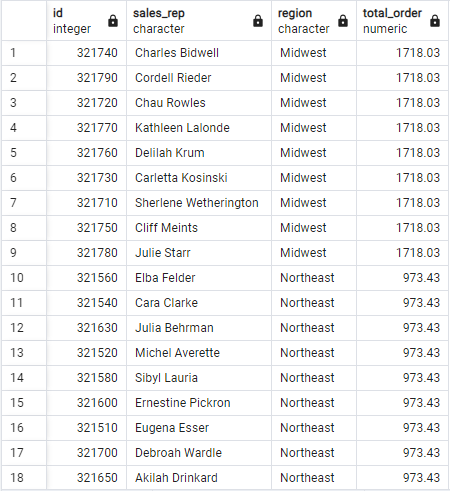 id sales_rep region total_order
integer character character numeric
1 321740 Charles Bidwell Midwest 1718.03
2 321790 Cordell Rieder Midwest 1718.03
3 321720 Chau Rowles Midwest 1718.03
4 321770 Kathleen Lalonde Midwest 1718.03
5 321760 Delilah Krum Midwest 1718.03
6 321730 Carletta Kosinski Midwest 1718.03
7 321710 Sherlene Wetherington Midwest 1718.03
8 321750 Cliff Meints Midwest 1718.03
9 321780 Julie Starr Midwest 1718.03
10 321560 Elba Felder Northeast 973.43
11 321540 Cara Clarke Northeast 973.43
12 321630 Julia Behrman Northeast 973.43
13 321520 Michel Averette Northeast 973.43
14 321580 Sibyl Lauria Northeast 973.43
15 321600 Ernestine Pickron Northeast 973.43
16 321510 Eugena Esser Northeast 973.43
17 321700 Debroah Wardle Northeast 973.43
18 321650 Akilah Drinkard Northeast 973.43